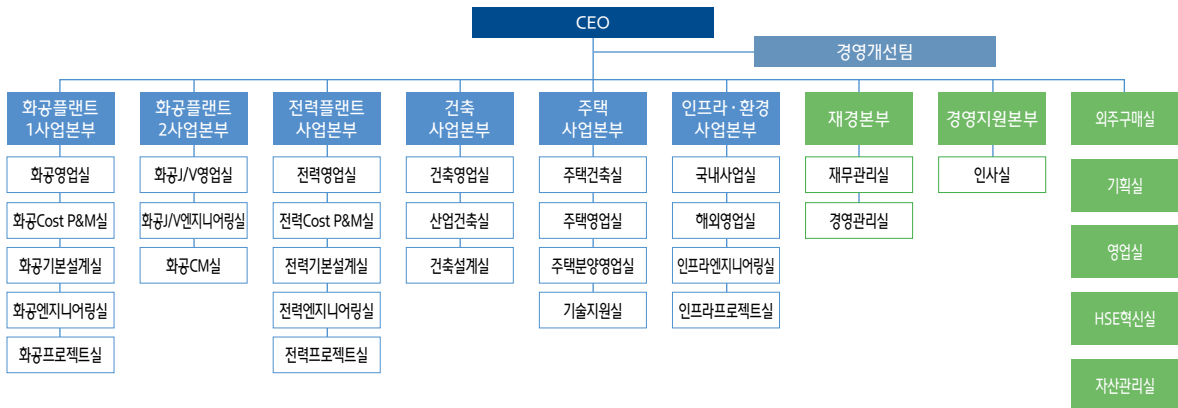 CEO
경영개선팀
화공플랜트
1사업본부
화공영업실
화공Cost P&M실
화공기본설계실
화공엔지니어링실
화공프로젝트실
화공플랜트
2사업본부
화공J/V영업실
화공J/V엔지니어링실
화공CM실
전력플랜트
사업본부
전력영업실
전력Cost P&M실
전력기본설계실
전력엔지니어링실
전력프로젝트실
건축
사업본부
건축영업실
산업건축실
건축설계실
주택
사업본부
주택건축실
주택영업실
주택분양영업실
기술지원실
인프라·환경
사업본부
국내사업실
해외영업실
인프라엔지니어링실
인프라프로젝트실
재경본부
재무관리실
경영관리실
경영지원본부
인사실
외주구매실
기획실
영업실
HSE혁신실
자산관리실